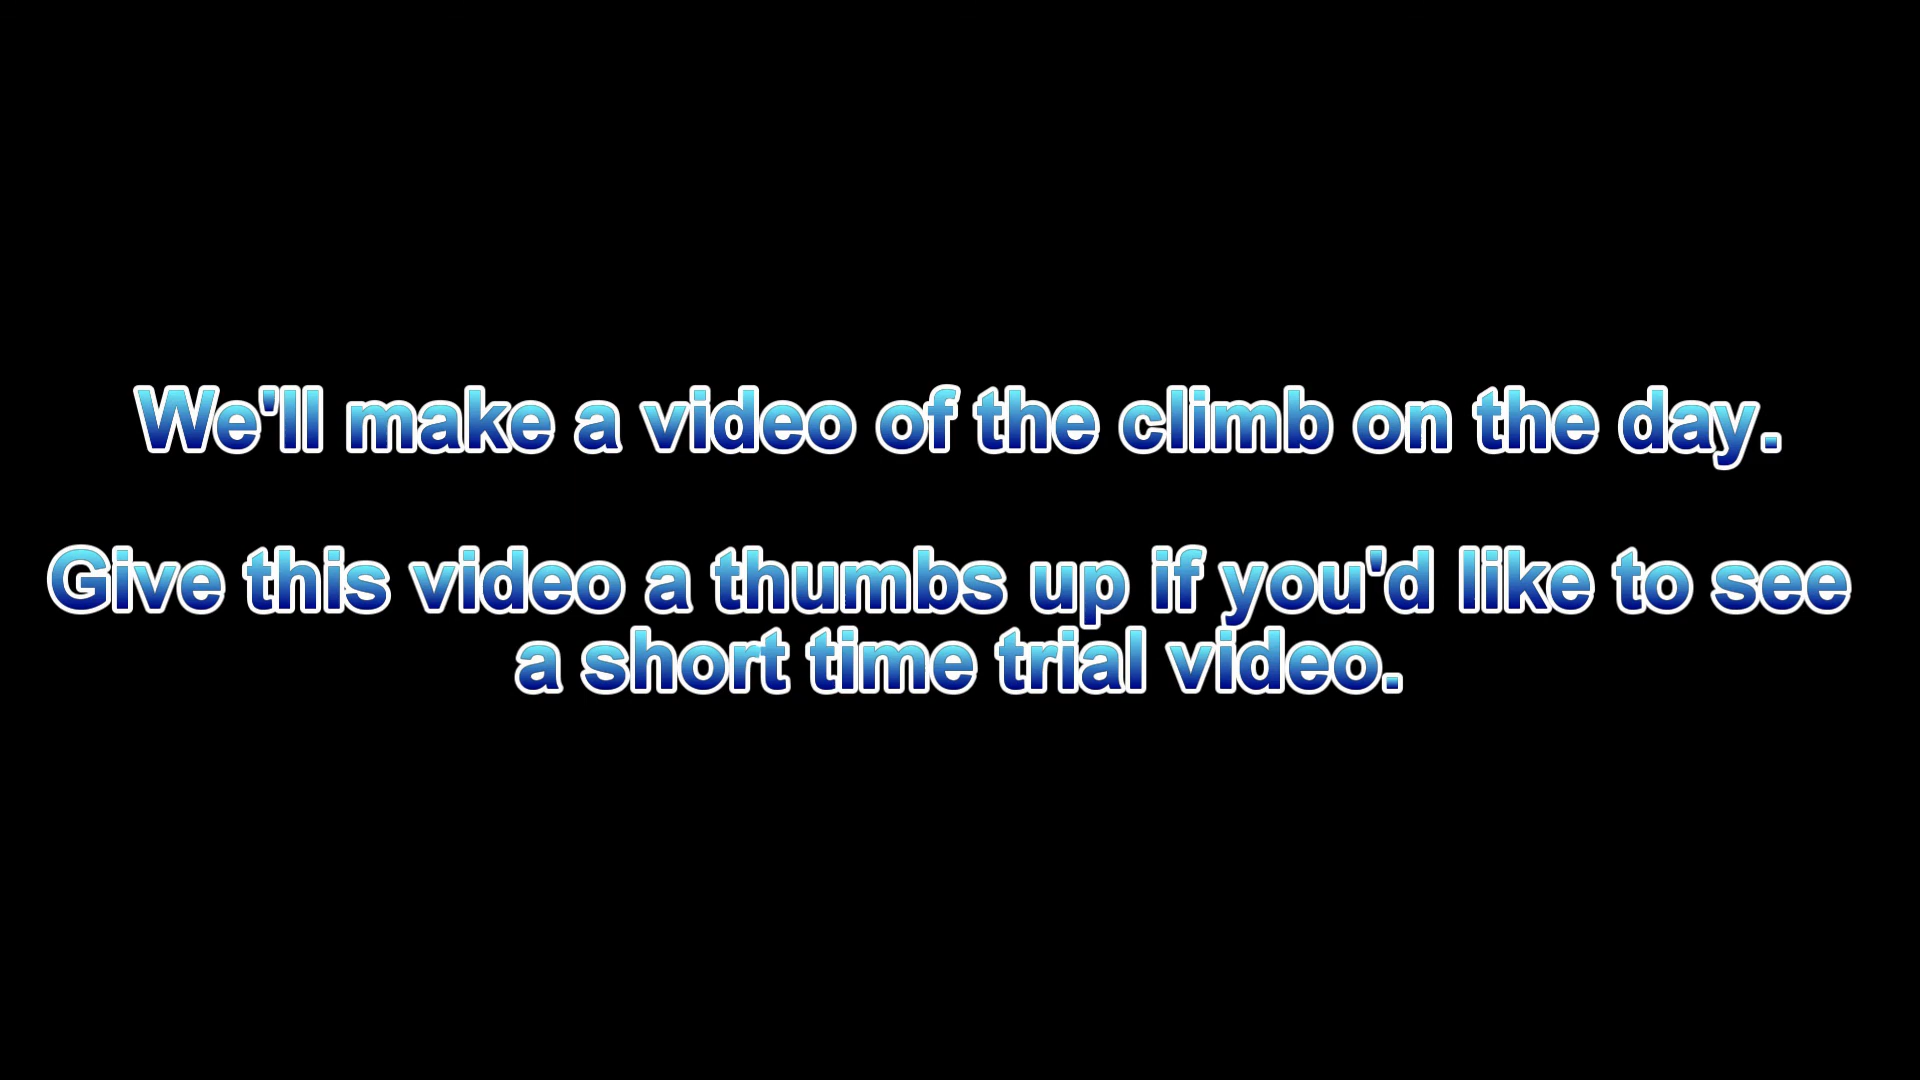 We'll make a video of the climb on the day.
Give this video a thumbs up if you'd like to see
a short time trial video.